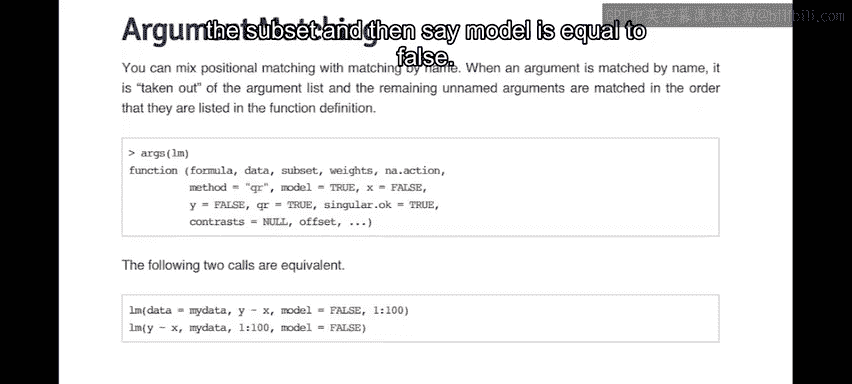 the subset and then say model is equal to
false.
Argument Matching
You can mix positional matching with matching by name. When an argument is matched by name, it
is “taken out” of the argument list and the remaining unnamed arguments are matched in the order
that they are listed in the function definition.
> args(lm)
function (formula, data, subset, weights, na.action,
method = "qr", model = TRUE, x = FALSE,
y = FALSE, qr = TRUE, singular.ok = TRUE,
contrasts = NULL, offset, ...)
The following two calls are equivalent.
lm(data = mydata, y ~ x, model = FALSE, 1:100)
lm(y ~ x, mydata, 1:100, model = FALSE)